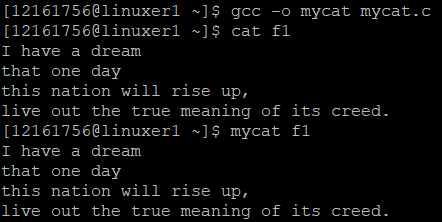 [12161756@linuxer1 ~]$ gcc -o mycat mycat.c
[12161756@linuxer1 ~]$ cat f1
I have a dream
that one day
this nation will rise up,
live out the true meaning of its creed.
[12161756@linuxer1 ~]$ mycat f1
I have a dream
that one day
this nation will rise up,
live out the true meaning of its creed.